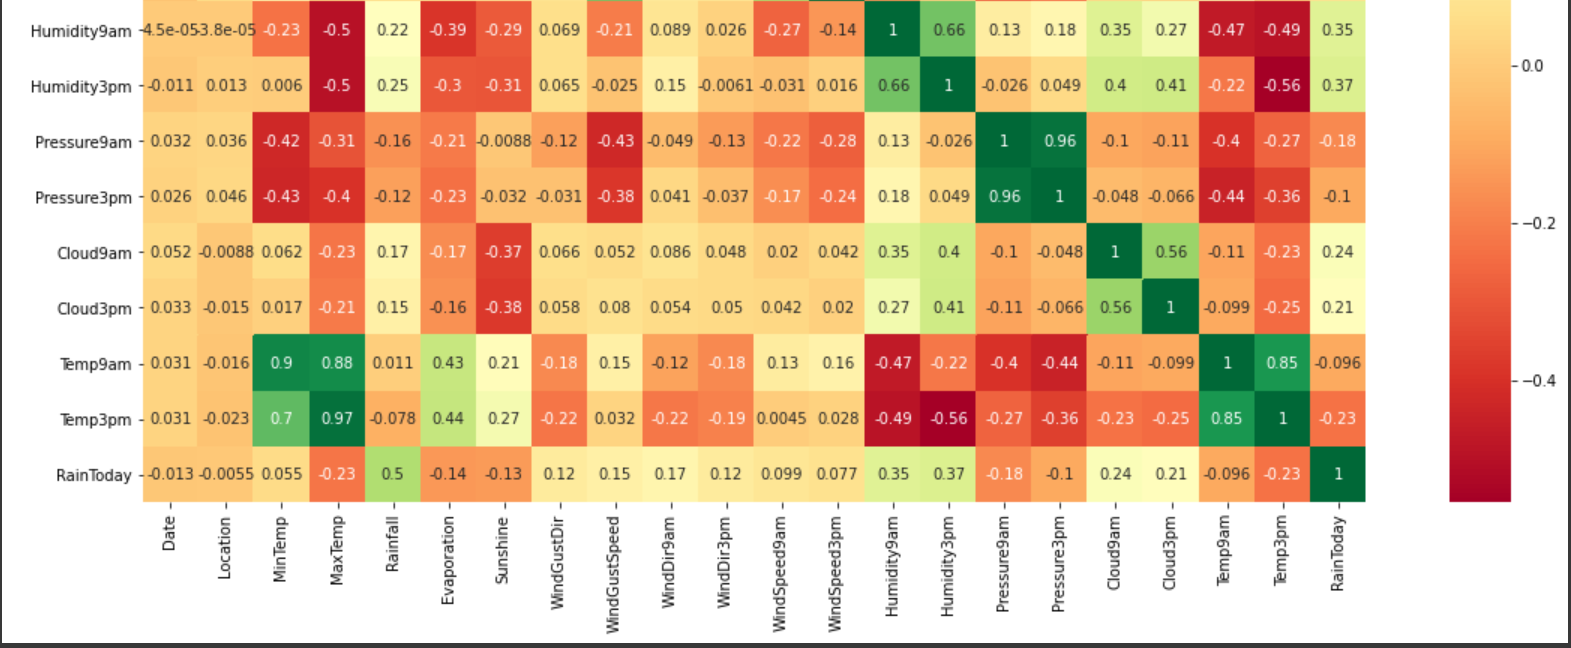 Humidity9am -4.5e-05 -3.8e-05 -0.23 -0.5 0.22 -0.39 -0.29 0.069 -0.21 0.089 0.026 -0.27 -0.14 1 0.66 0.13 0.18 0.35 0.27 -0.47 -0.49 0.35
0.0
Humidity3pm -0.011 0.013 0.006 -0.5 0.25 -0.3 -0.31 0.065 -0.025 0.15 -0.0061 -0.031 0.016 0.66 1 -0.026 0.049 0.4 0.41 -0.22 -0.56 0.37
Pressure9am 0.032 0.036 -0.42 -0.31 -0.16 -0.21 -0.0088 -0.12 -0.43 -0.049 -0.13 -0.22 -0.28 0.13 -0.026 1 0.96 -0.1 -0.11 -0.4 -0.27 -0.18
Pressure3pm 0.026 0.046 -0.43 -0.4 -0.12 -0.23 -0.032 -0.031 -0.38 0.041 -0.037 -0.17 -0.24 0.18 0.049 0.96 1 -0.048 -0.066 -0.44 -0.36 -0.1
−0.2
Cloud9am 0.052 -0.0088 0.062 -0.23 0.17 -0.17 -0.37 0.066 0.052 0.086 0.048 0.02 0.042 0.35 0.4 -0.1 -0.048 1 0.56 -0.11 -0.23 0.24
Cloud3pm 0.033 -0.015 0.017 -0.21 0.15 -0.16 -0.38 0.058 0.08 0.054 0.05 0.042 0.02 0.27 0.41 -0.11 -0.066 0.56 1 -0.099 -0.25 0.21
Temp9am 0.031 -0.016 0.9 0.88 0.011 0.43 0.21 -0.18 0.15 -0.12 -0.18 0.13 0.16 -0.47 -0.22 -0.4 -0.44 -0.11 -0.099 1 0.85 -0.096
−0.4
Temp3pm 0.031 -0.023 0.7 0.97 -0.078 0.44 0.27 -0.22 0.032 -0.22 -0.19 0.0045 0.028 -0.49 -0.56 -0.27 -0.36 -0.23 -0.25 0.85 1 -0.23
RainToday -0.013 -0.0055 0.055 -0.23 0.5 -0.14 -0.13 0.12 0.15 0.17 0.12 0.099 0.077 0.35 0.37 -0.18 -0.1 0.24 0.21 -0.096 -0.23 1
Date
Location
MinTemp
MaxTemp
Rainfall
Evaporation
Sunshine
WindGustDir
WindGustSpeed
WindDir9am
WindDir3pm
WindSpeed9am
WindSpeed3pm
Humidity9am
Humidity3pm
Pressure9am
Pressure3pm
Cloud9am
Cloud3pm
Temp9am
Temp3pm
RainToday